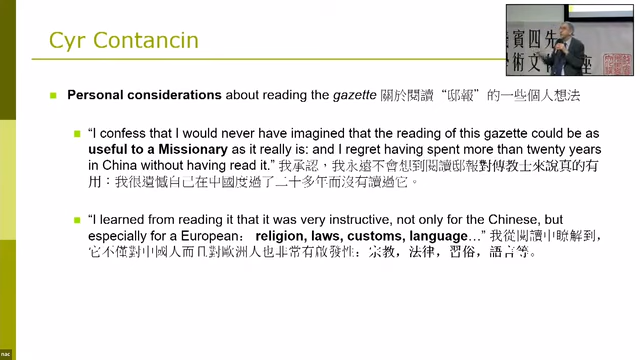 Cyr Contancin
賓四先
學術文 座
Personal considerations about reading the gazette 關於閱讀“邸報”的一些個人想法
“I confess that I would never have imagined that the reading of this gazette could be as
useful to a Missionary as it really is: and I regret having spent more than twenty years
in China without having read it.” 我承認，我永遠不會想到閱讀邸報對傳教士來說真的有
用：我很遺憾自己在中國度過了二十多年而沒有讀過它。
“I learned from reading it that it was very instructive, not only for the Chinese, but
especially for a European： religion, laws, customs, language…” 我從閱讀中瞭解到，
它不僅對中國人而且對歐洲人也非常有啟發性：宗教，法律，習俗，語言等。
nac